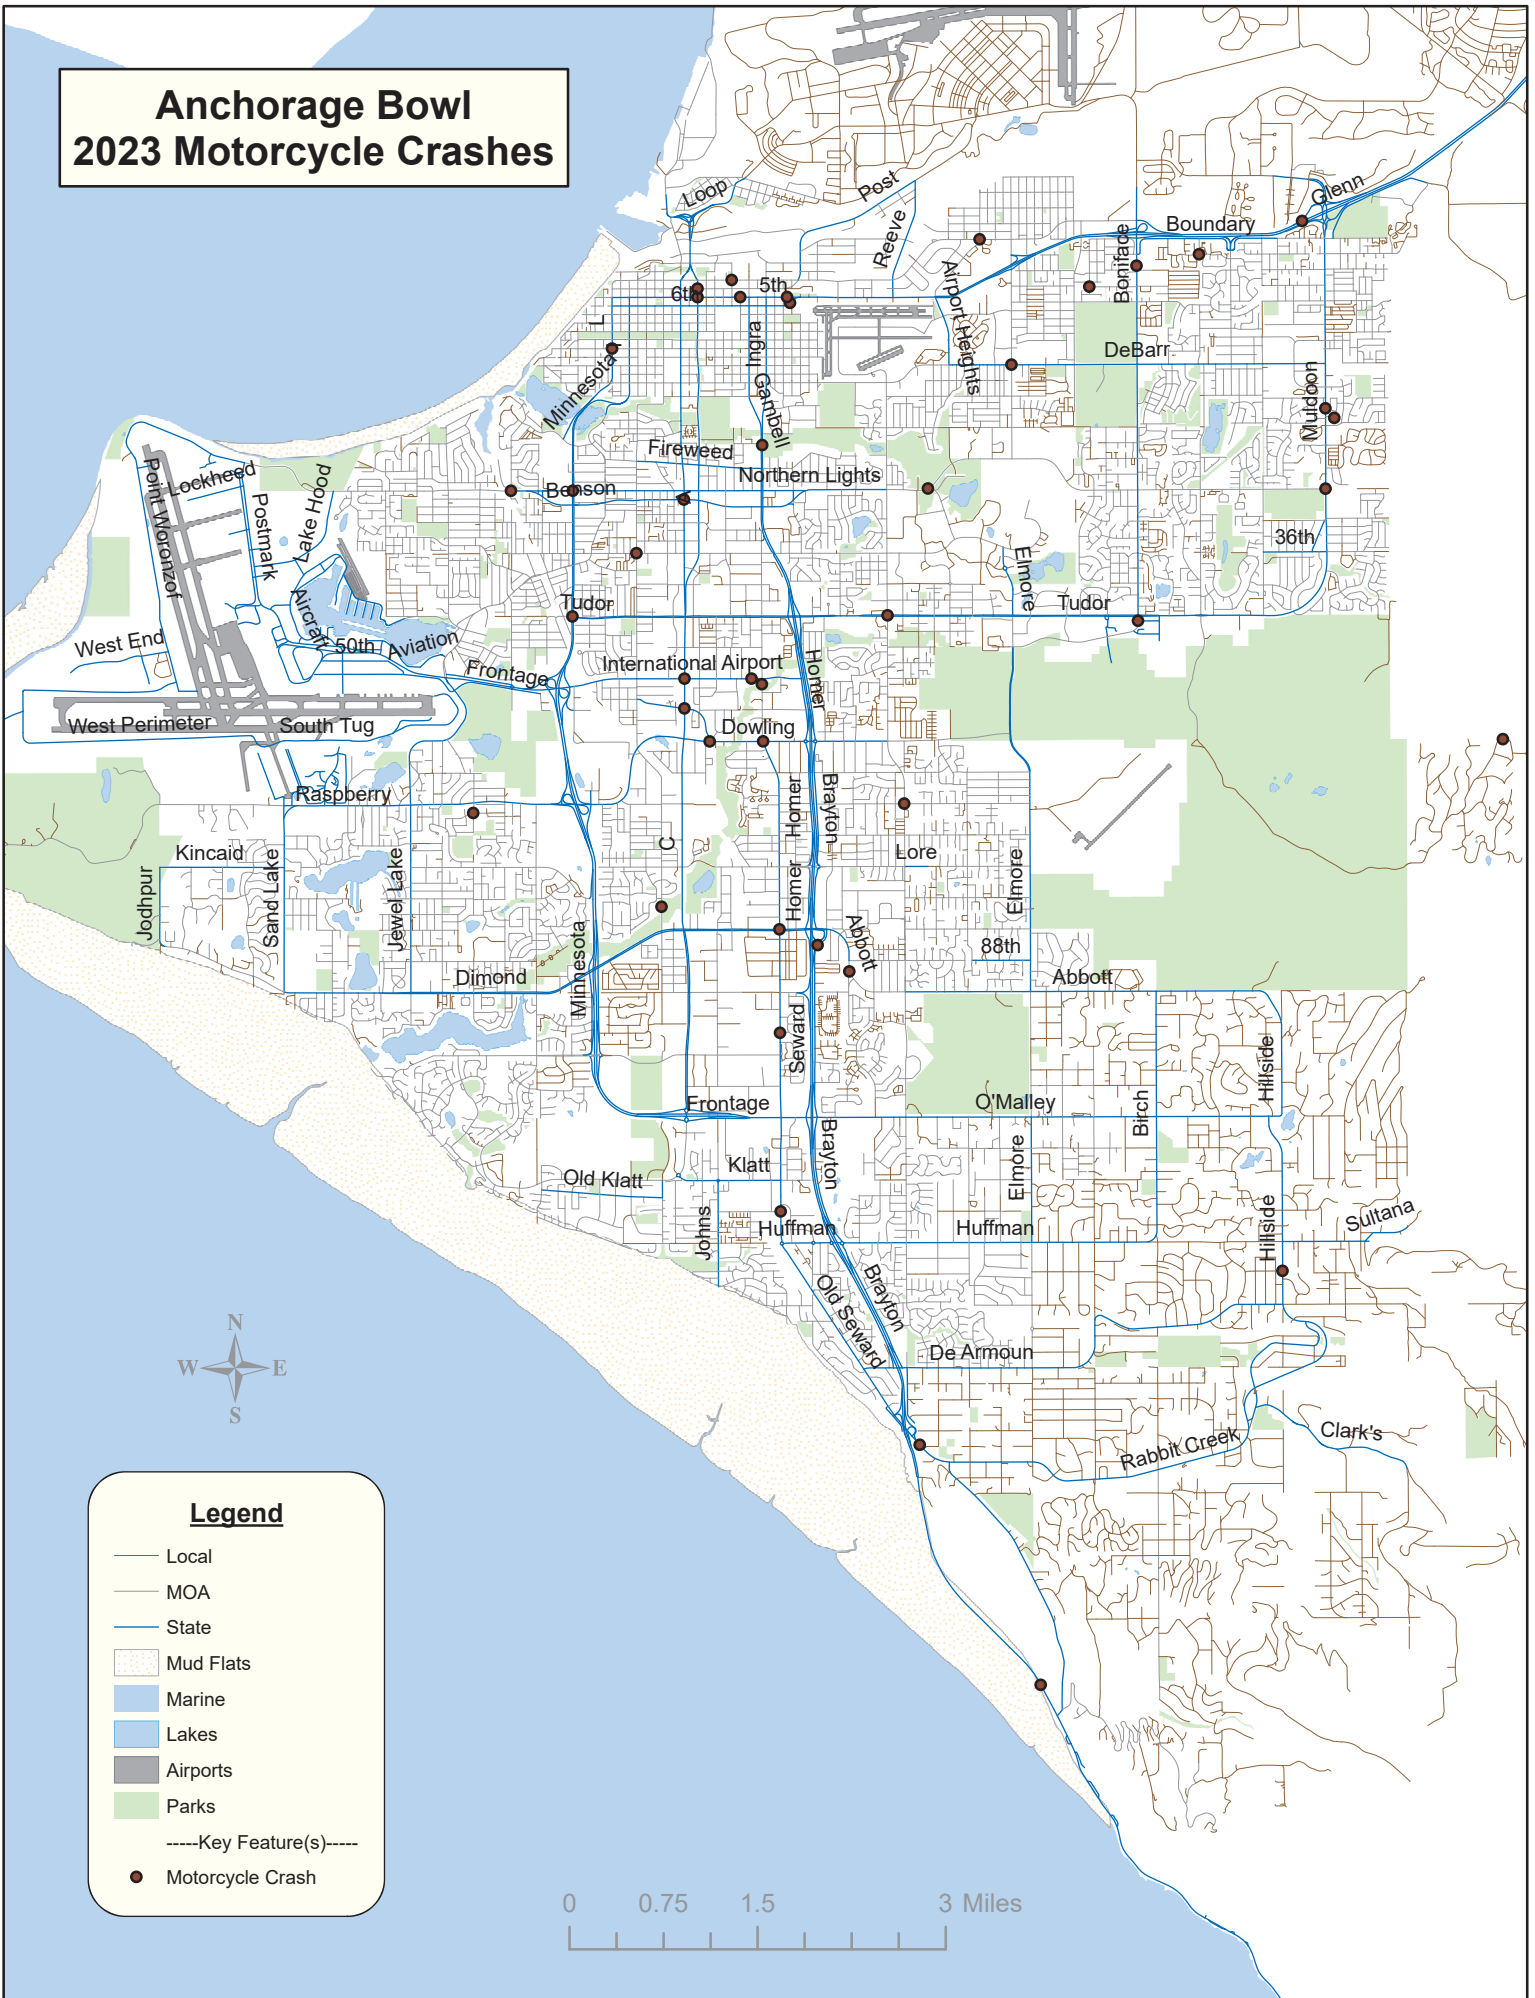 Anchorage Bowl
2023 Motorcycle Crashes
Loop
Post
Reeve
Glenn
Boundary
Boniface
Airport Heights
6th
5th
L
Ingra
Minnesota
Gambell
DeBarr
Muldoon
Fireweed
Northern Lights
Benson
Lockheed
Point Woronzof
Postmark
Lake Hood
Aircraft
36th
Elmore
Tudor
Tudor
West End
50th
Aviation
Frontage
International Airport
Homer
West Perimeter
South Tug
Dowling
Raspberry
Homer
Brayton
C
Kincaid
Lore
Jodhpur
Sand Lake
Jewel Lake
Homer
Elmore
Abbott
88th
Minnesota
Dimond
Abbott
Seward
Hillside
Frontage
O'Malley
Birch
Brayton
Klatt
Old Klatt
Elmore
Johns
Huffman
Huffman
Hillside
Sultana
Brayton
Old Seward
De Armoun
Rabbit Creek
Clark's
N
W
E
S
Legend
Local
MOA
State
Mud Flats
Marine
Lakes
Airports
Parks
-----Key Feature(s)-----
Motorcycle Crash
0 0.75 1.5 3 Miles